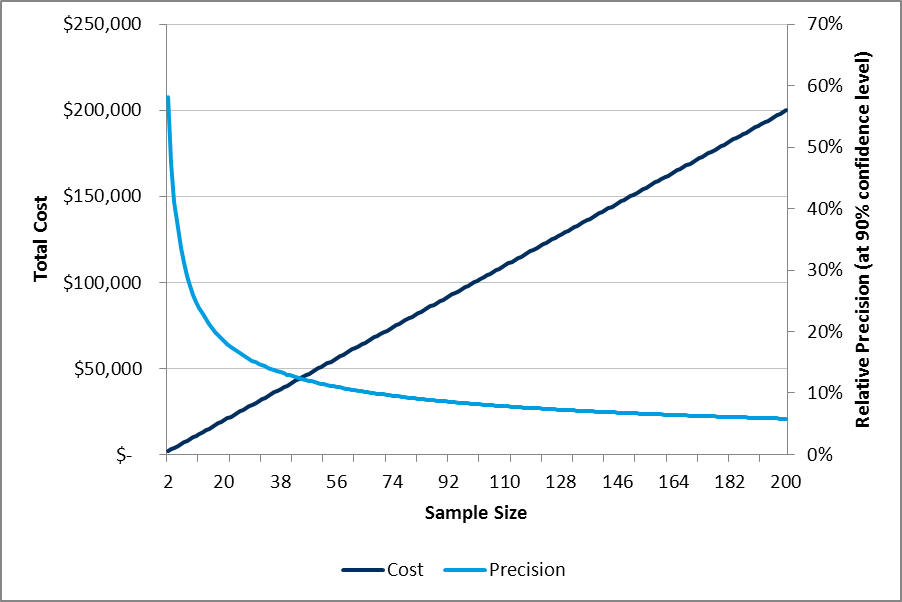 $250,000
$200,000
$150,000
$100,000
$50,000
$-
Total Cost
70%
60%
50%
40%
30%
20%
10%
0%
Relative Precision (at 90% confidence level)
2 20 38 56 74 92 110 128 146 164 182 200
Sample Size
Cost Precision